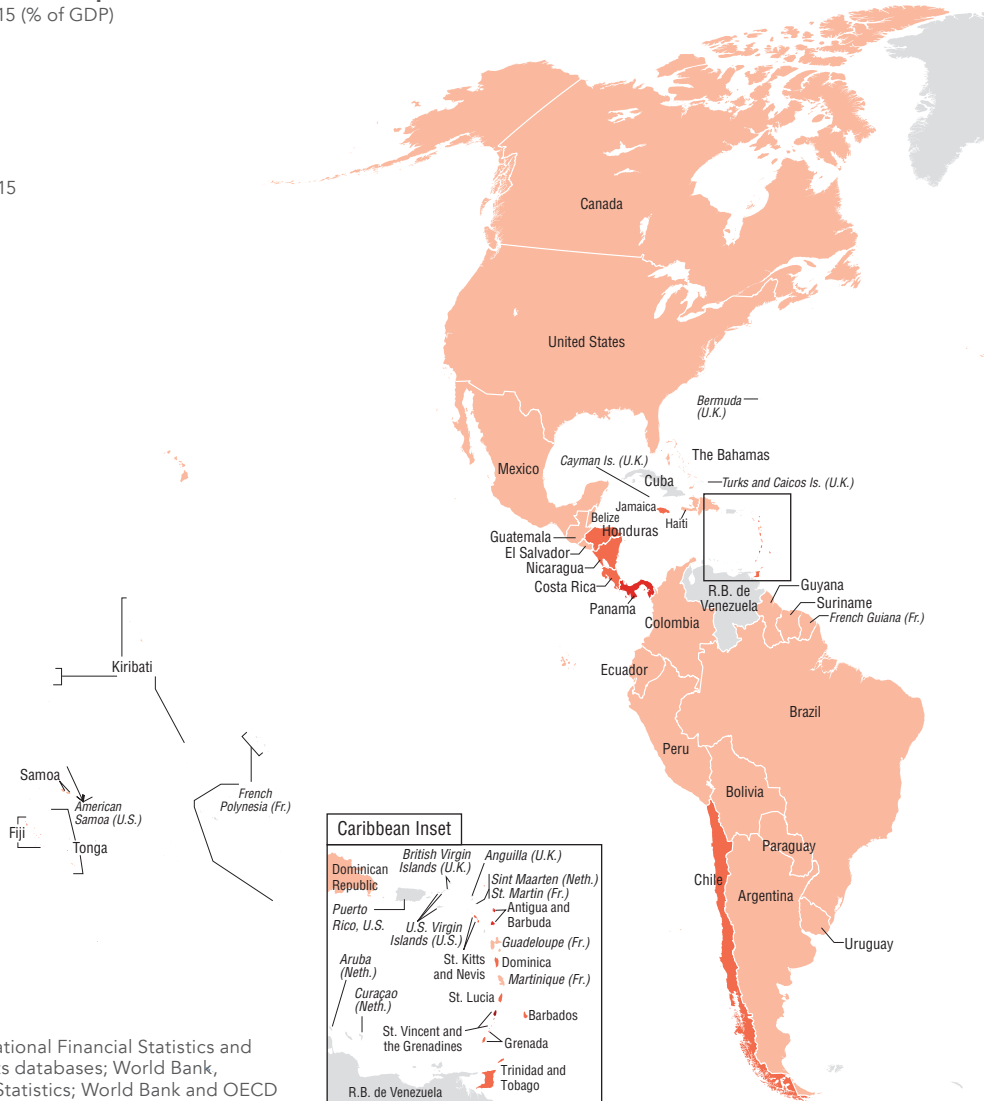 15 (% of GDP)
15
Canada
United States
Bermuda
(U.K.)
The Bahamas
Cayman Is. (U.K.)
Mexico
Cuba
Turks and Caicos Is. (U.K.)
Jamaica
Belize
Haiti
Honduras
Guatemala
El Salvador
Nicaragua
Costa Rica
Panama
R.B. de
Venezuela
Guyana
Suriname
French Guiana (Fr.)
Colombia
Ecuador
Kiribati
Brazil
Peru
Samoa
American
Samoa (U.S.)
French
Polynesia (Fr.)
Fiji
Tonga
Bolivia
Paraguay
Chile
Argentina
Uruguay
Caribbean Inset
Dominican
Republic
British Virgin
Islands (U.K.)
Anguilla (U.K.)
Sint Maarten (Neth.)
St. Martin (Fr.)
Puerto
Rico, U.S.
U.S. Virgin
Islands (U.S.)
Antigua and
Barbuda
Guadeloupe (Fr.)
St. Kitts
and Nevis
Dominica
Aruba
(Neth.)
Martinique (Fr.)
Curaçao
(Neth.)
St. Lucia
Barbados
St. Vincent and
the Grenadines
Grenada
Trinidad and
Tobago
R.B. de Venezuela
ational Financial Statistics and
ts databases; World Bank,
Statistics; World Bank and OECD